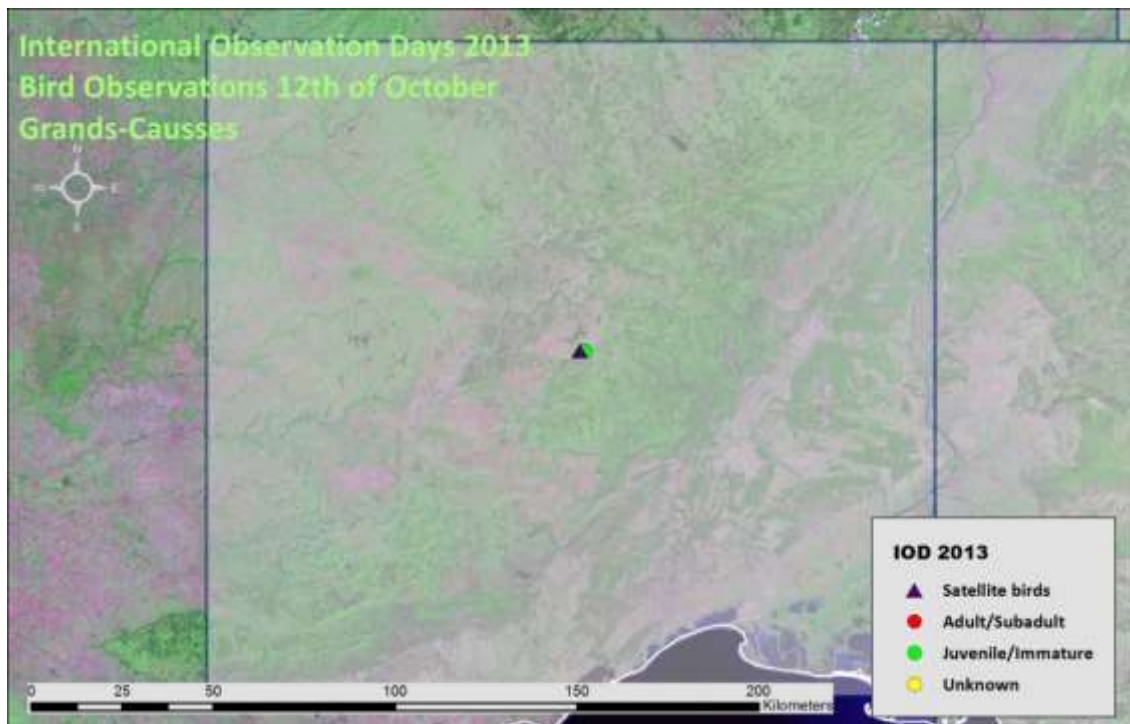 International Observation Days 2013
Bird Observations 12th of October
Grands-Causses
N
E
S
IOD 2013
Satellite birds
Adult/Subadult
Juvenile/Immature
Unknown
0 25 50 100 150 200
Kilometers